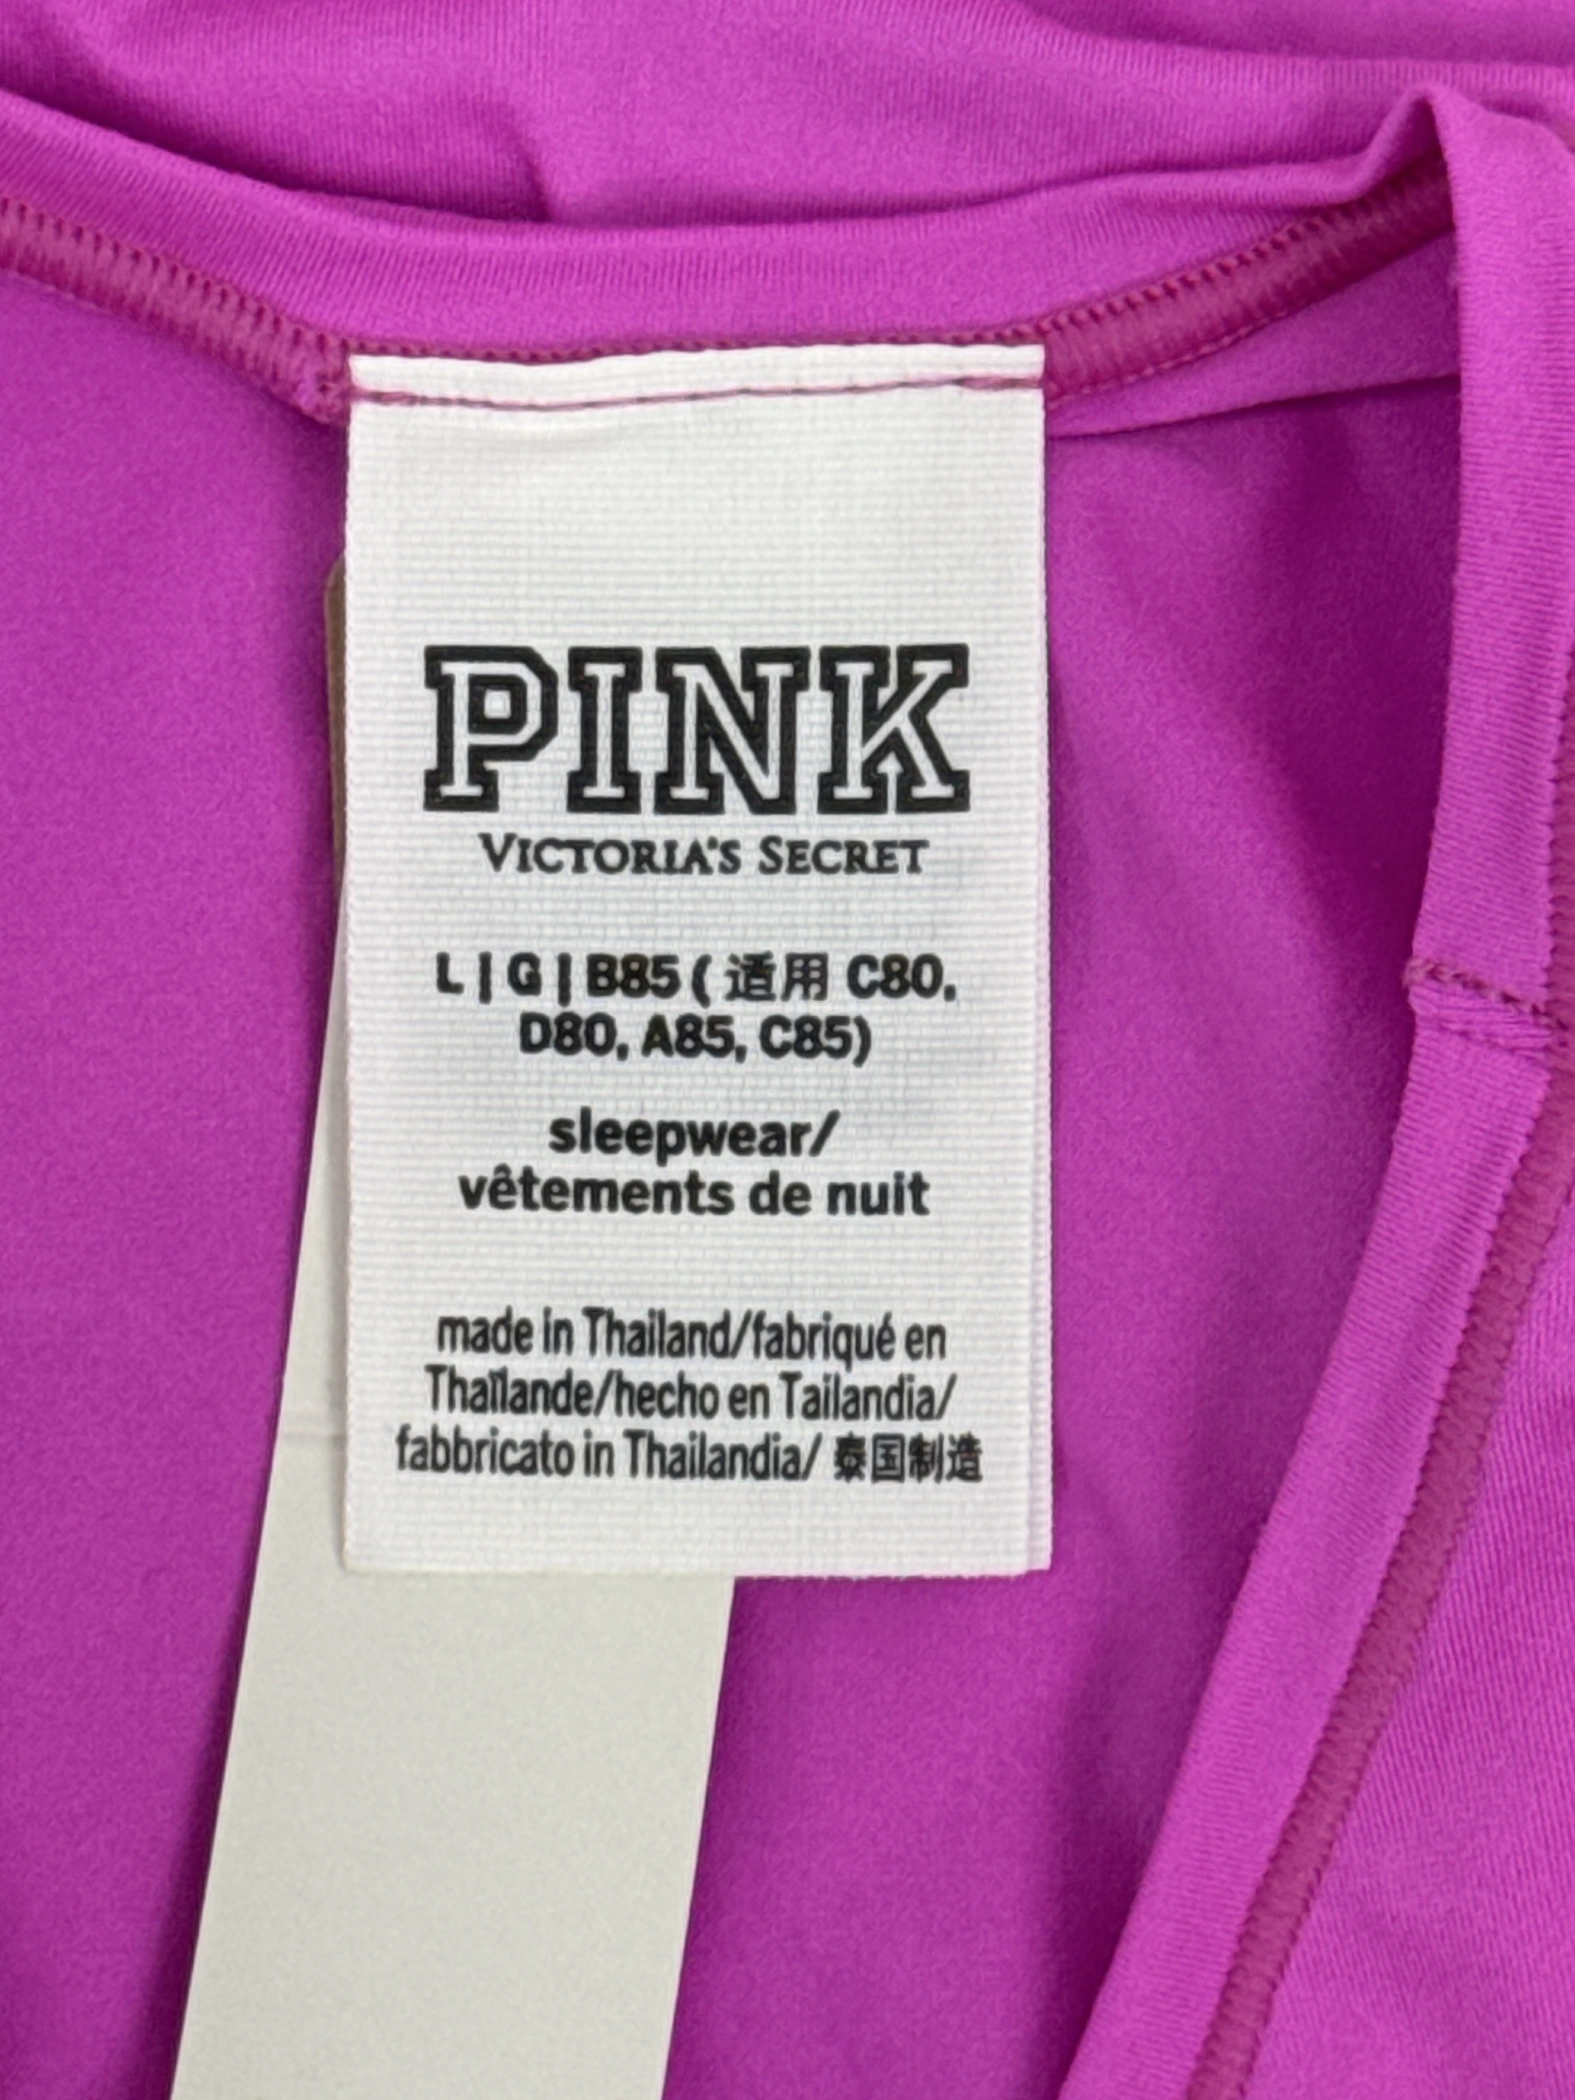 PINK
VICTORIA'S SECRET
L | G | B85 ( 适用 C80,
D80, A85, C85)
sleepwear/
vêtements de nuit
made in Thailand/fabriqué en
Thaïlande/hecho en Tailandia/
fabbricato in Thailandia/ 泰国制造